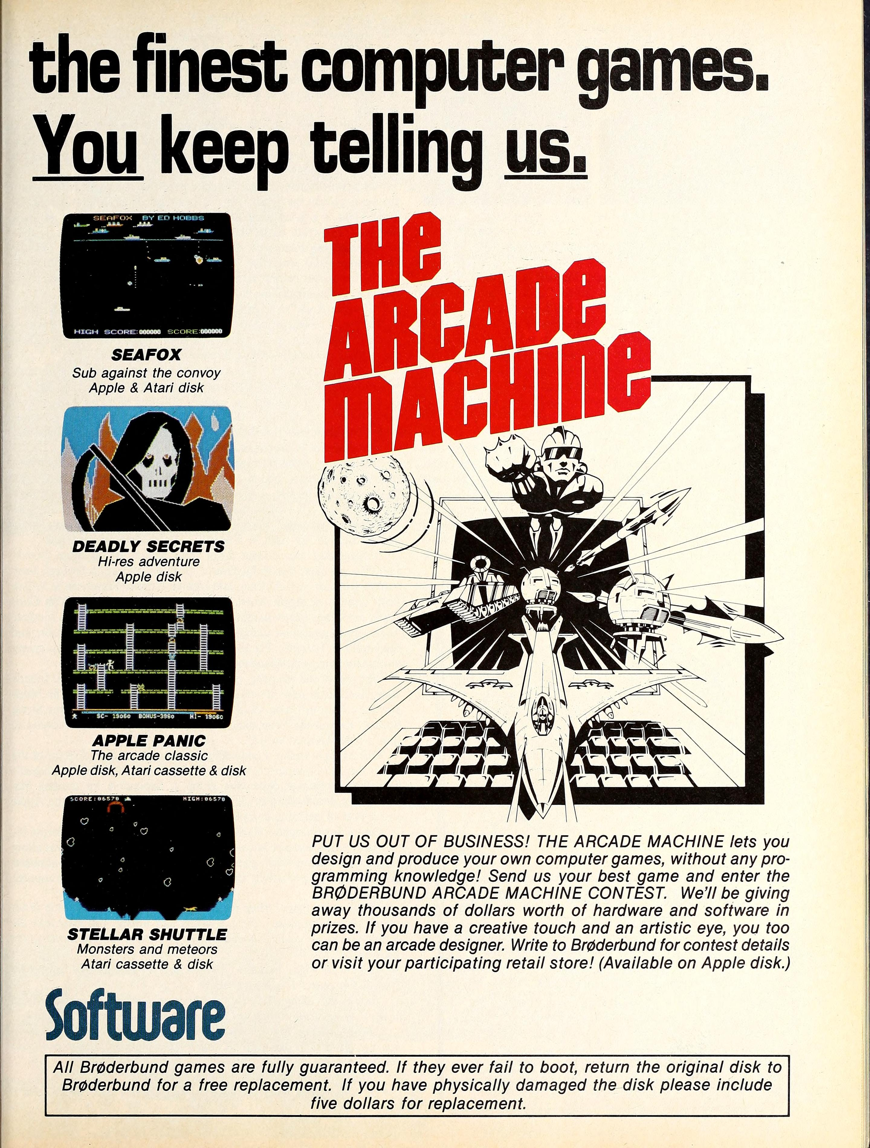 the finest computer games.
You keep telling us.
SEAFOX BY ED HOBBS
HIGH SCORE:000000 SCORE:000000
SEAFOX
Sub against the convoy
Apple & Atari disk
DEADLY SECRETS
Hi-res adventure
Apple disk
SC- 15060 BONUS-3960 HI- 15060
APPLE PANIC
The arcade classic
Apple disk, Atari cassette & disk
SCORE:06570 HIGH:06570
STELLAR SHUTTLE
Monsters and meteors
Atari cassette & disk
THE
ARCADE
MACHINE
PUT US OUT OF BUSINESS! THE ARCADE MACHINE lets you
design and produce your own computer games, without any pro-
gramming knowledge! Send us your best game and enter the
BRØDERBUND ARCADE MACHINE CONTEST. We'll be giving
away thousands of dollars worth of hardware and software in
prizes. If you have a creative touch and an artistic eye, you too
can be an arcade designer. Write to Brøderbund for contest details
or visit your participating retail store! (Available on Apple disk.)
Software
All Brøderbund games are fully guaranteed. If they ever fail to boot, return the original disk to
Brøderbund for a free replacement. If you have physically damaged the disk please include
five dollars for replacement.